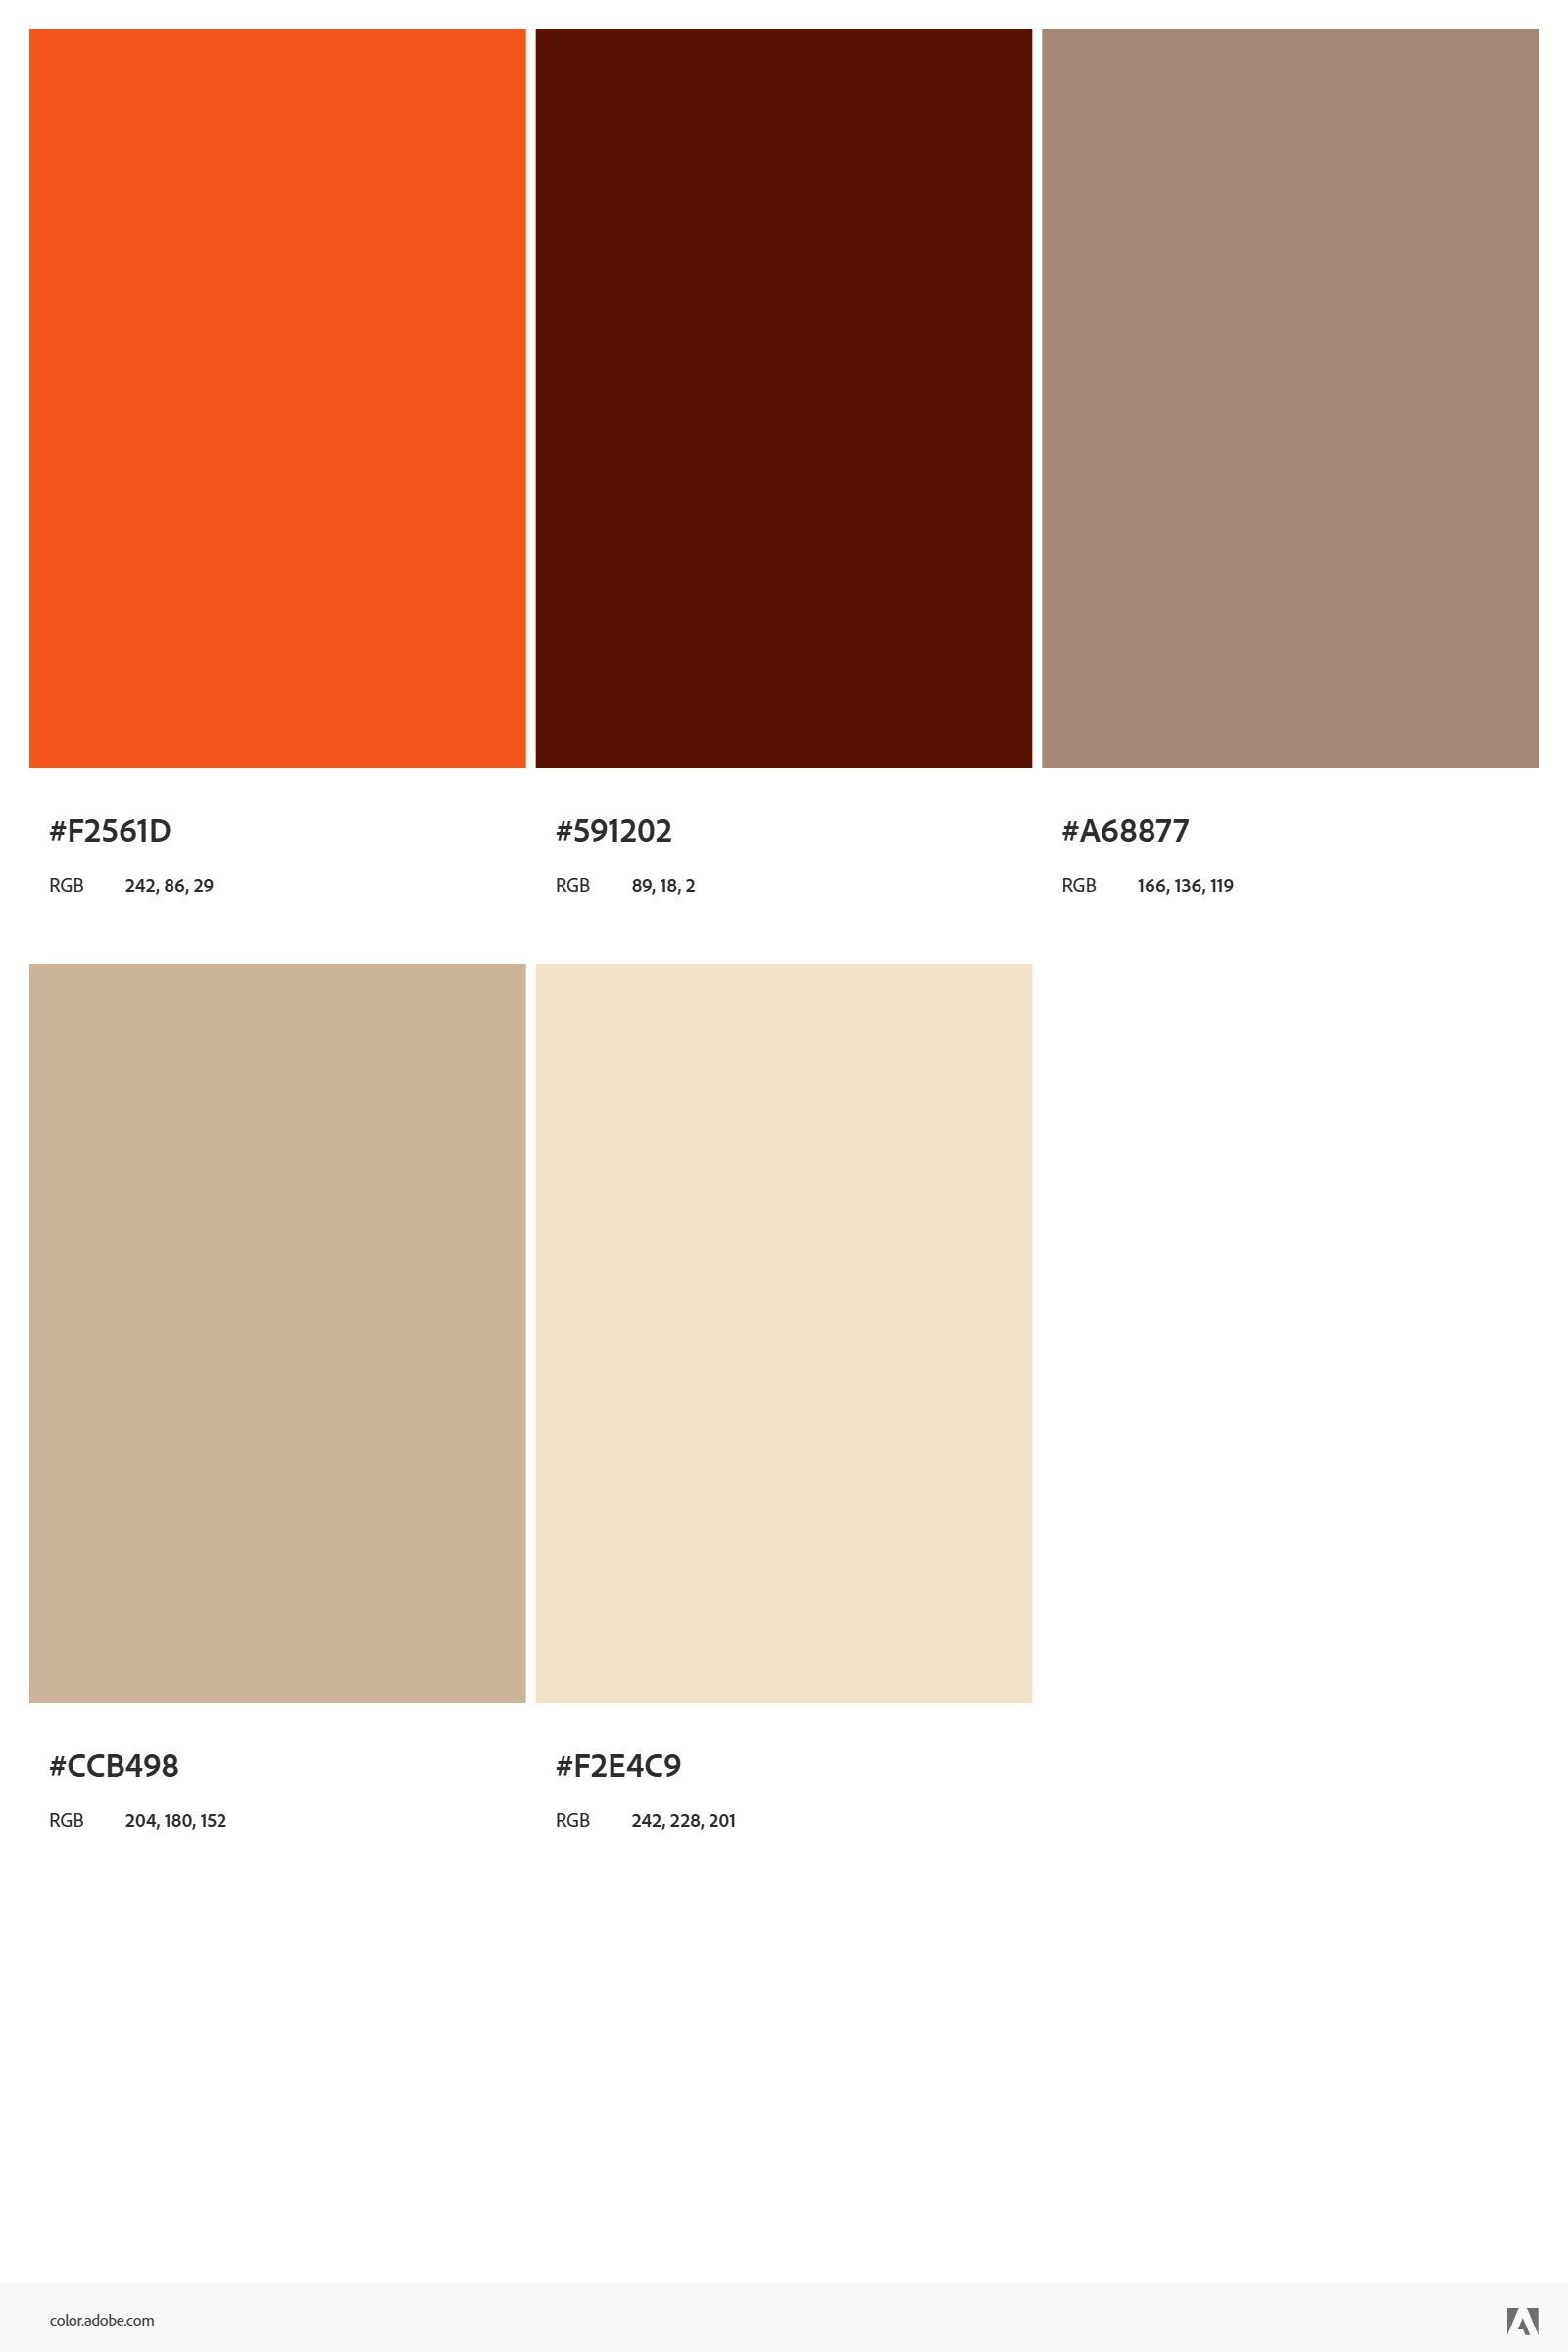 #F2561D
RGB 242, 86, 29
#591202
RGB 89, 18, 2
#A68877
RGB 166, 136, 119
#CCB498
RGB 204, 180, 152
#F2E4C9
RGB 242, 228, 201
color.adobe.com